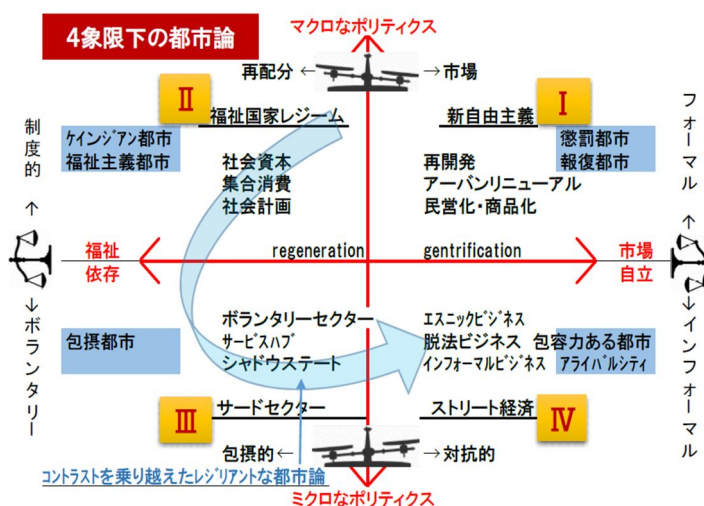 4象限下の都市論
マクロなポリティクス
再配分 ← → 市場
II
福祉国家レジーム
新自由主義
I
制度的 ↑
ケインジアン都市
福祉主義都市
懲罰都市
報復都市
フォーマル ↑
社会資本
集合消費
社会計画
再開発
アーバンリニューアル
民営化・商品化
福祉
依存
regeneration
gentrification
市場
自立
↓ボランタリー
包摂都市
ボランタリーセクター
サービスハブ
シャドウステート
エスニックビジネス
脱法ビジネス
インフォーマルビジネス
包容力ある都市
アライバルシティ
↓インフォーマル
III
サードセクター
ストリート経済
IV
包摂的← →対抗的
コントラストを乗り越えたレジリアントな都市論
ミクロなポリティクス